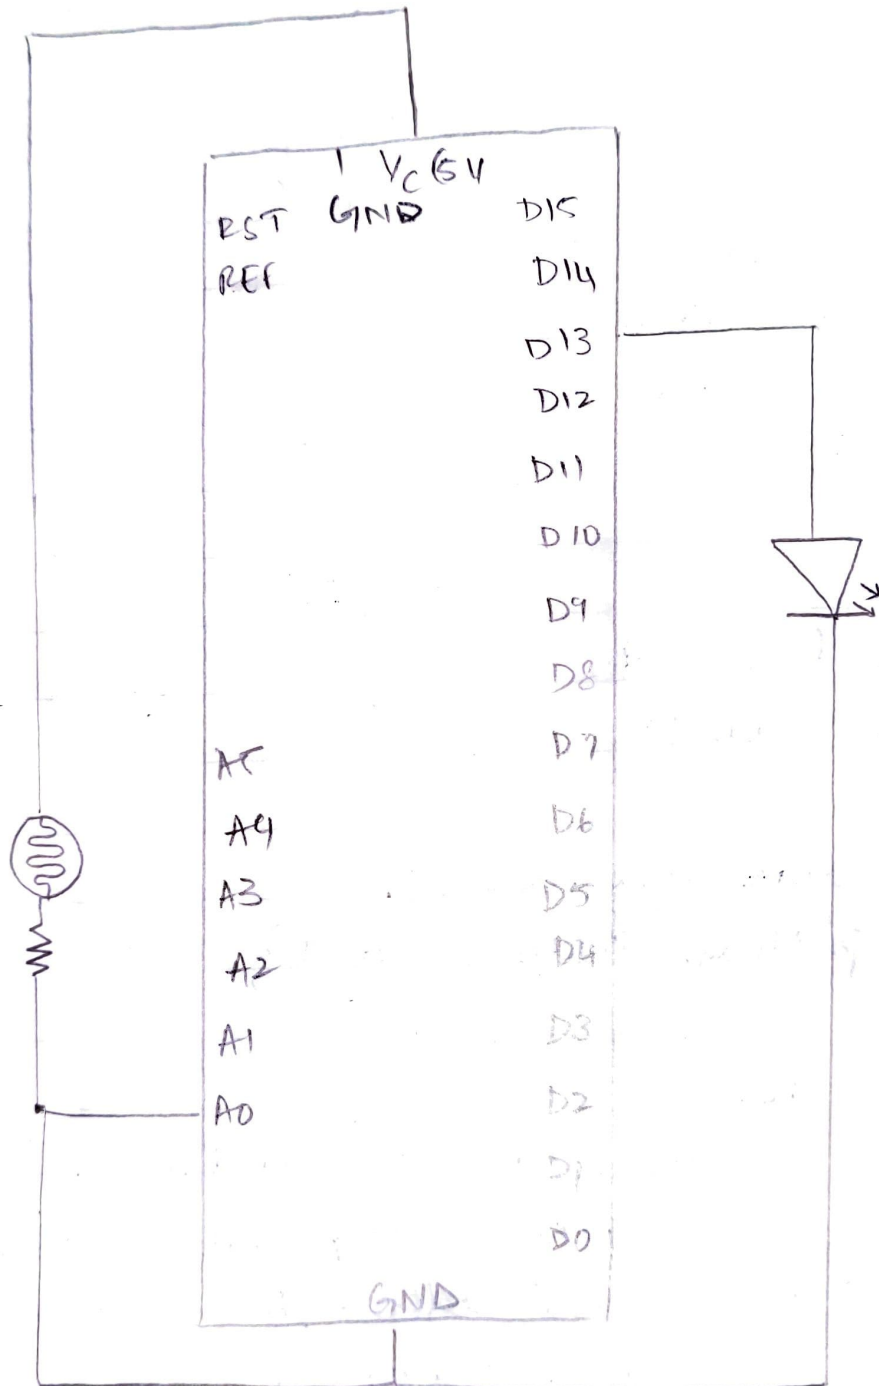 VC (5V
RST GND D15
REF D14
D13
D12
D11
D10
D9
D8
A5 D7
A4 D6
A3 D5
A2 D4
A1 D3
A0 D2
D1
D0
GND